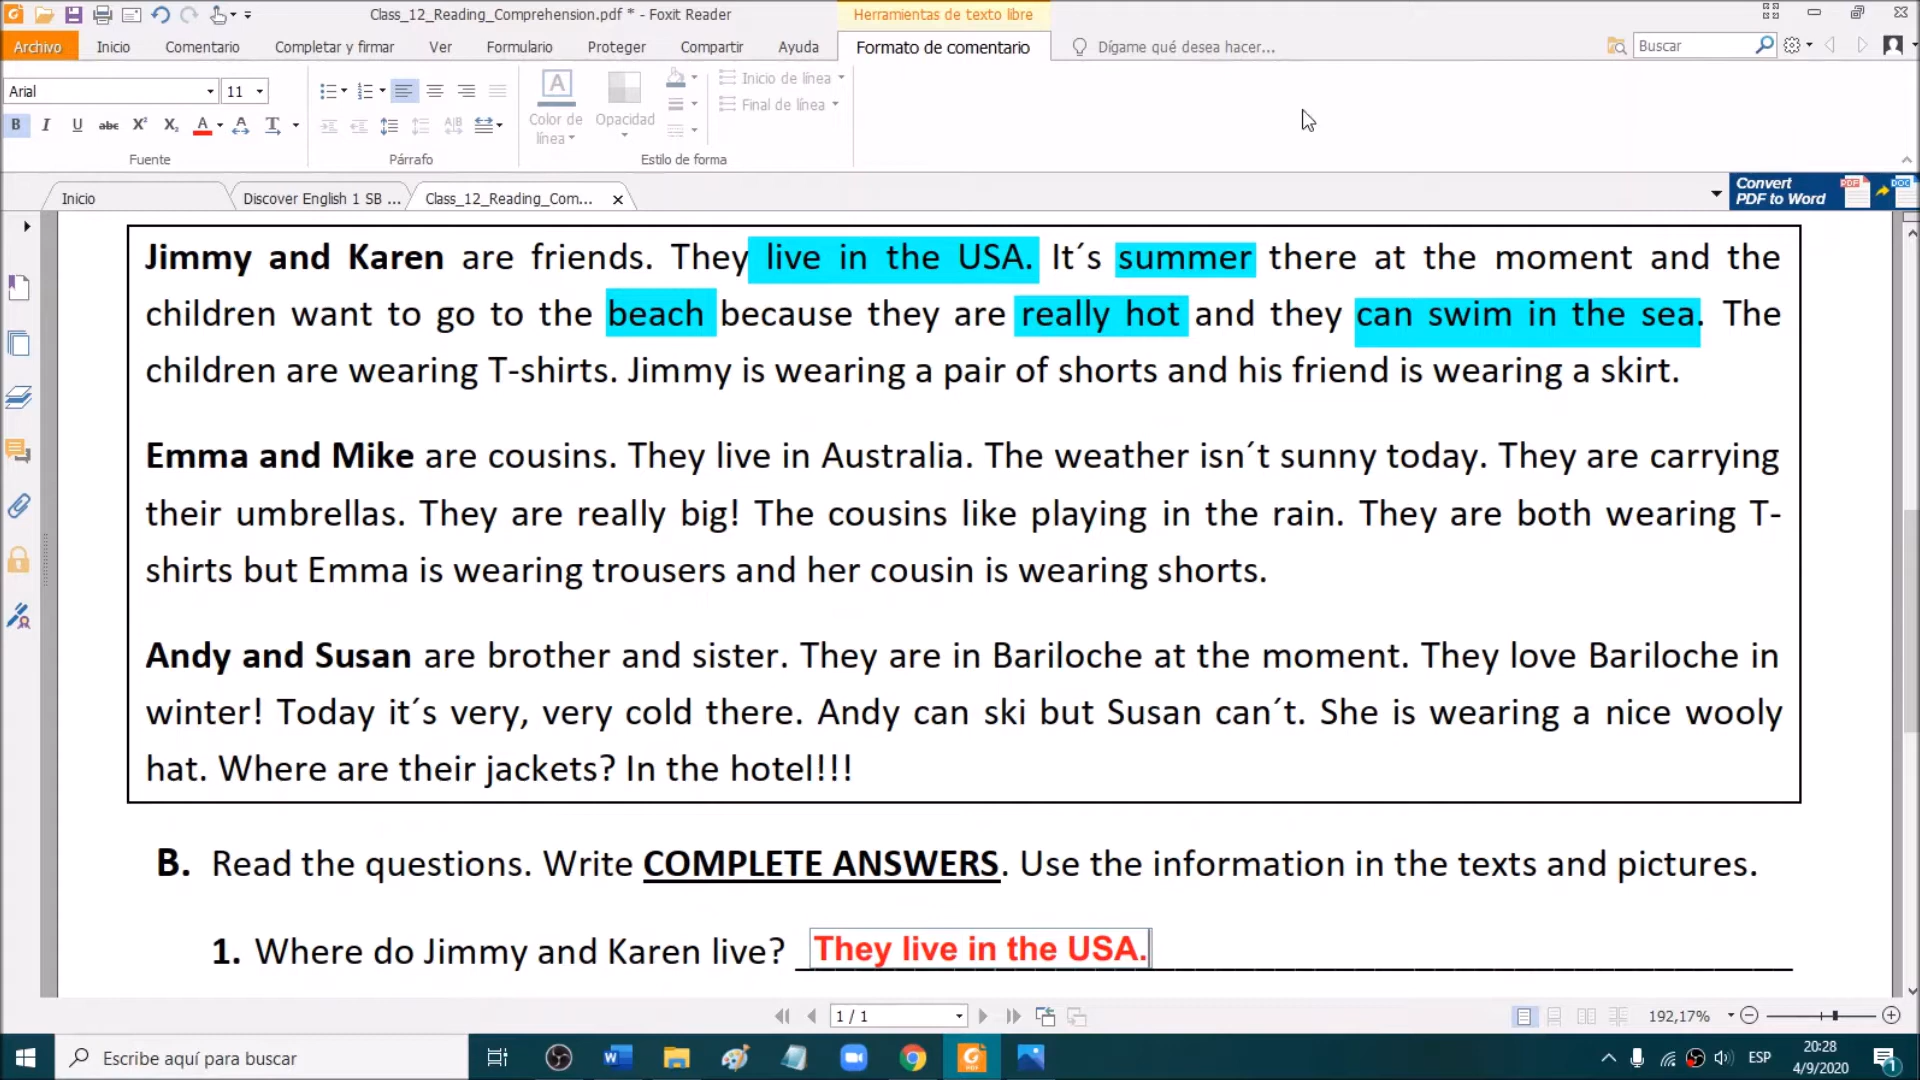 Class_12_Reading_Comprehension.pdf * - Foxit Reader
Herramientas de texto libre
Archivo Inicio Comentario Completar y firmar Ver Formulario Proteger Compartir Ayuda Formato de comentario Dígame qué desea hacer... Buscar
Arial 11
Color de línea
Opacidad
Inicio de línea
Final de línea
Fuente Párrafo Estilo de forma
Inicio Discover English 1 SB ... Class_12_Reading_Com...
Convert
PDF to Word
Jimmy and Karen are friends. They live in the USA. It´s summer there at the moment and the
children want to go to the beach because they are really hot and they can swim in the sea. The
children are wearing T-shirts. Jimmy is wearing a pair of shorts and his friend is wearing a skirt.
Emma and Mike are cousins. They live in Australia. The weather isn´t sunny today. They are carrying
their umbrellas. They are really big! The cousins like playing in the rain. They are both wearing T-
shirts but Emma is wearing trousers and her cousin is wearing shorts.
Andy and Susan are brother and sister. They are in Bariloche at the moment. They love Bariloche in
winter! Today it´s very, very cold there. Andy can ski but Susan can´t. She is wearing a nice wooly
hat. Where are their jackets? In the hotel!!!
B. Read the questions. Write COMPLETE ANSWERS. Use the information in the texts and pictures.
1. Where do Jimmy and Karen live? They live in the USA.
1 / 1
192,17%
Escribe aquí para buscar
ESP
20:28
4/9/2020